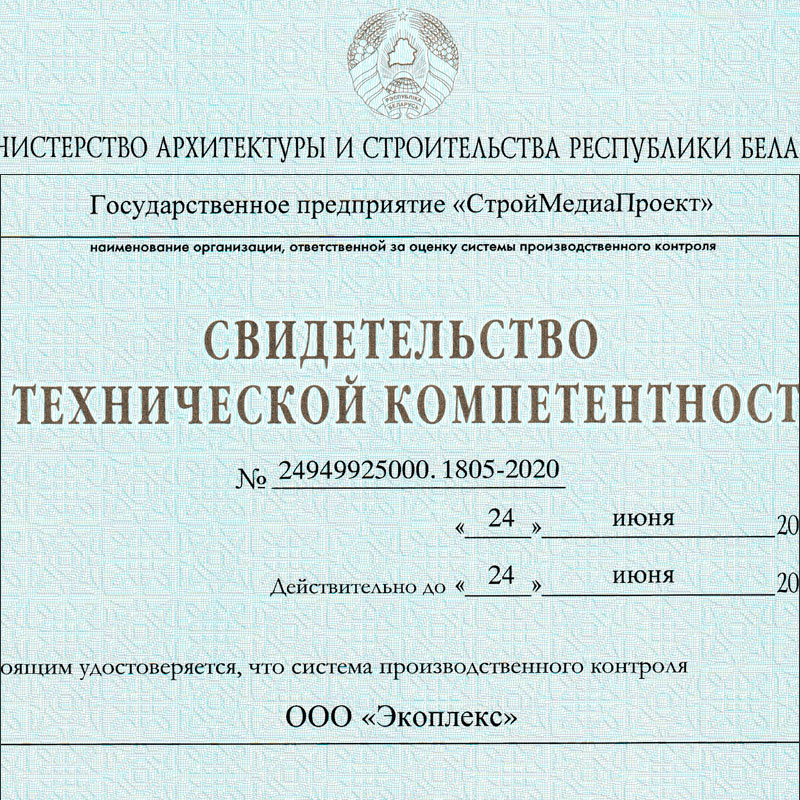 РЭСПУБЛІКА
БЕЛАРУСЬ
НИСТЕРСТВО АРХИТЕКТУРЫ И СТРОИТЕЛЬСТВА РЕСПУБЛИКИ БЕЛА
Государственное предприятие «СтройМедиаПроект»
наименование организации, ответственной за оценку системы производственного контроля
СВИДЕТЕЛЬСТВО
ТЕХНИЧЕСКОЙ КОМПЕТЕНТНОСТ
№ 24949925000. 1805-2020
« 24 » июня 20
Действительно до « 24 » июня 20
оящим удостоверяется, что система производственного контроля
ООО «Экоплекс»